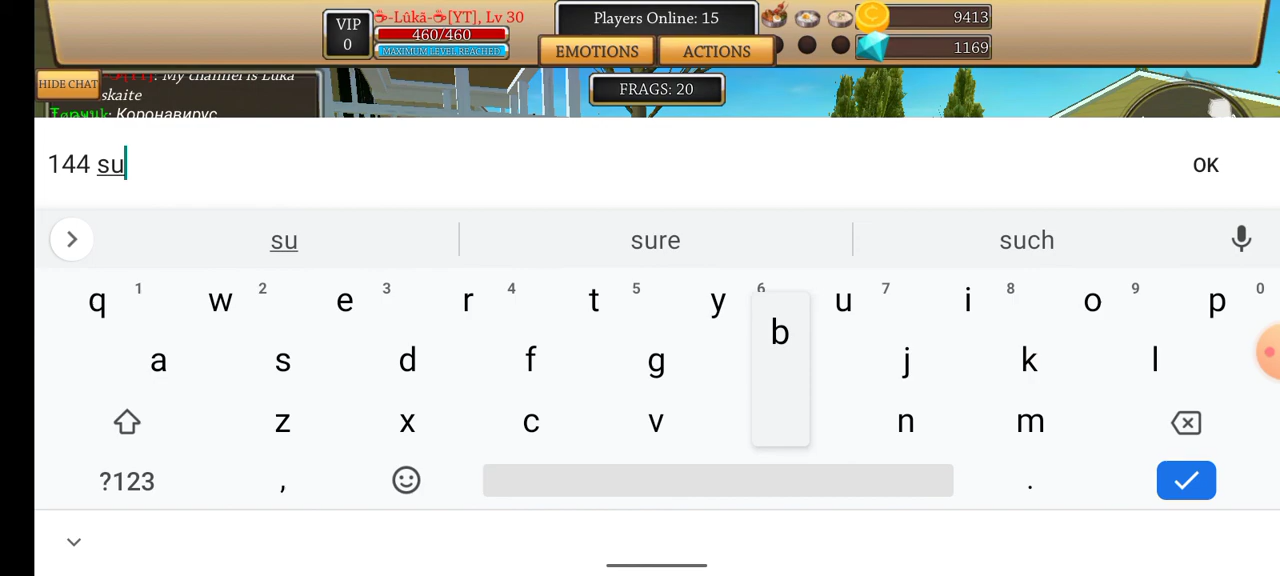 VIP
0
☕-Lûkã-☕[YT], Lv 30
460/460
MAXIMUM LEVEL REACHED
Players Online: 15
EMOTIONS
ACTIONS
9413
1169
HIDE CHAT
[YT]: My channel is Luka
skaite
Коронавирус
FRAGS: 20
144 su
OK
su
sure
such
q 1 w 2 e 3 r 4 t 5 y 6 u 7 i 8 o 9 p 0
a s d f g b j k l
z x c v n m
?123 , .